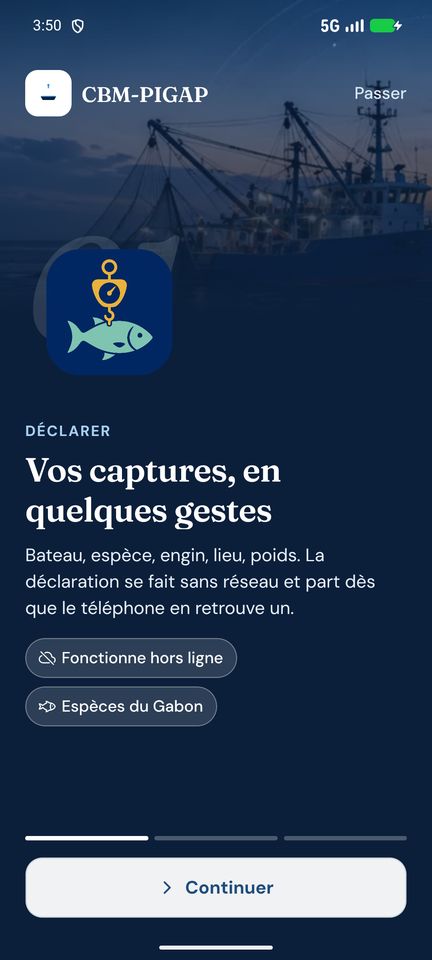 3:50
5G
CBM-PIGAP
Passer
DÉCLARER
Vos captures, en
quelques gestes
Bateau, espèce, engin, lieu, poids. La
déclaration se fait sans réseau et part dès
que le téléphone en retrouve un.
Fonctionne hors ligne
Espèces du Gabon
Continuer